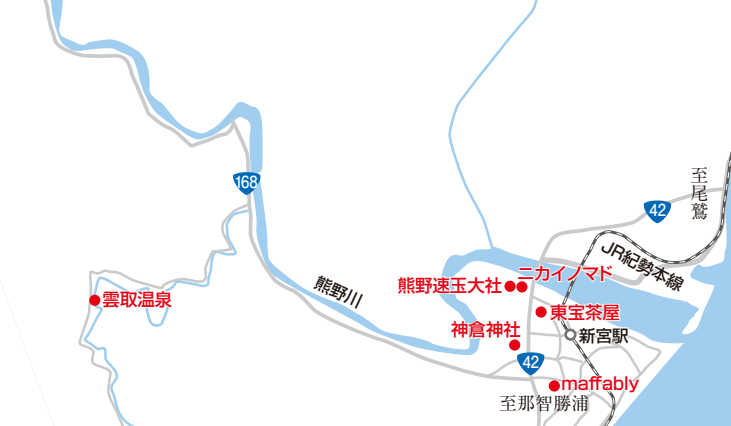 168
至尾鷲
42
JR紀勢本線
ニカイノマド
熊野速玉大社
熊野川
雲取温泉
東宝茶屋
神倉神社
新宮駅
42
maffably
至那智勝浦